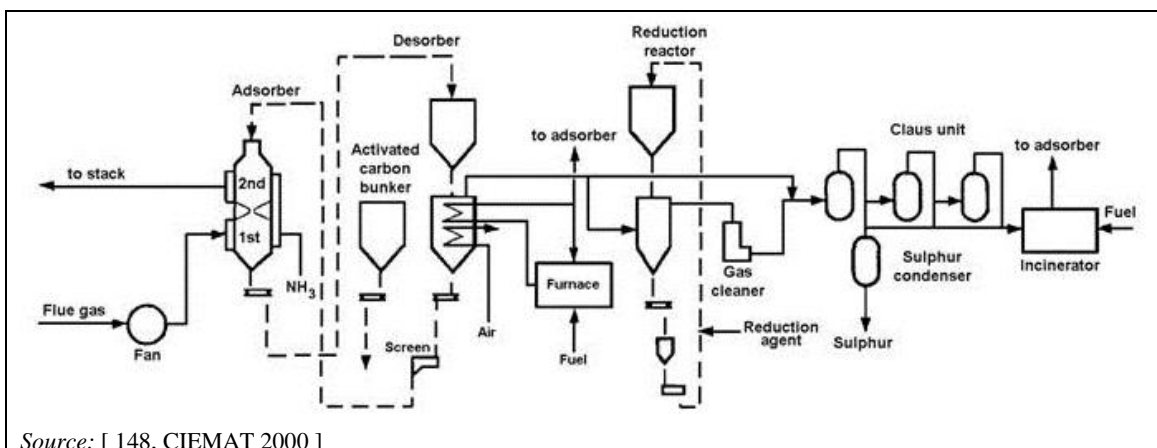 Desorber
Reduction
reactor
Adsorber
Activated
carbon
bunker
to adsorber
Claus unit
to adsorber
to stack
2nd
1st
Fuel
NH3
Furnace
Gas
cleaner
Sulphur
condenser
Incinerator
Flue gas
Fan
Screen
Air
Fuel
Reduction
agent
Sulphur
Source: [ 148, CIEMAT 2000 ]